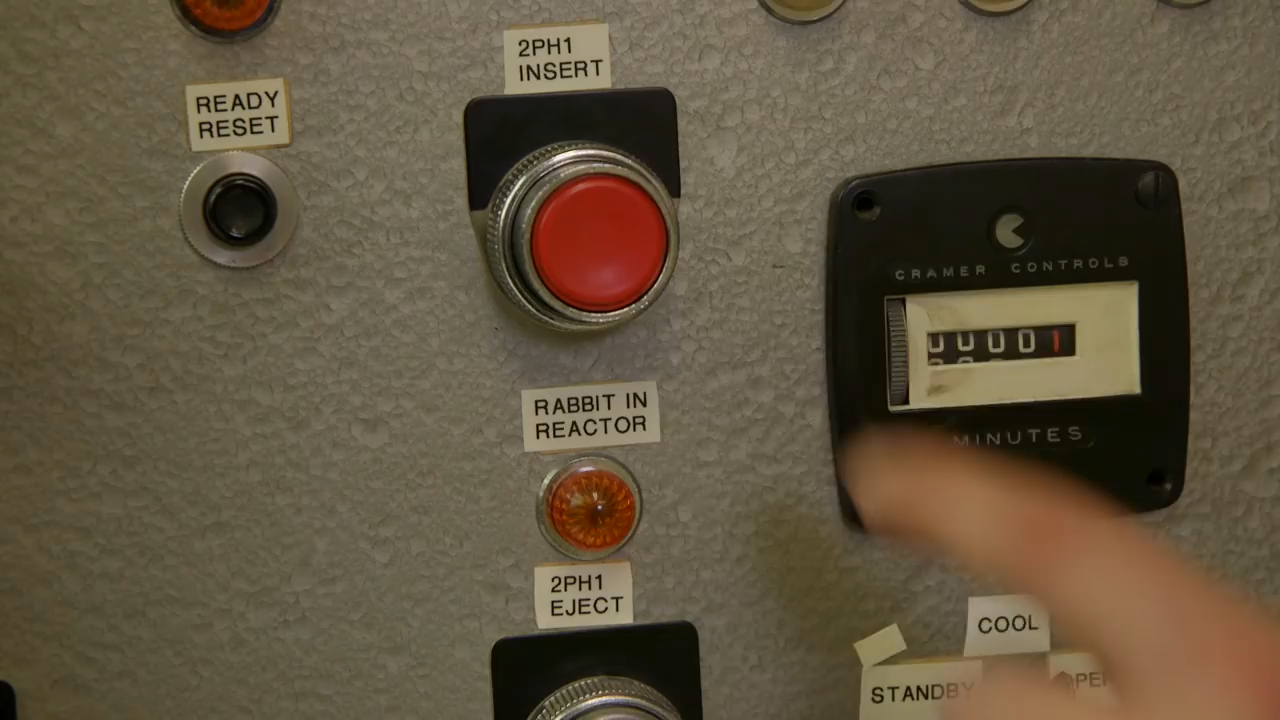 2PH1
INSERT
READY
RESET
CRAMER CONTROLS
00001
MINUTES
RABBIT IN
REACTOR
2PH1
EJECT
COOL
STANDBY